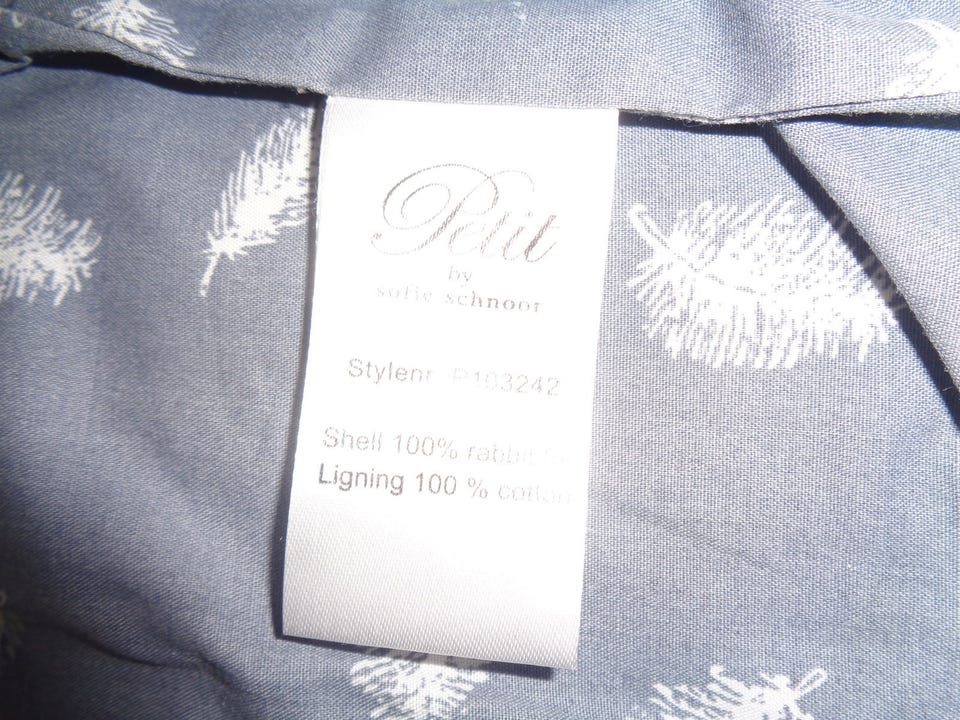 Petit
by
sofie schnoor
Stylenr P103242
Shell 100% rabbit
Ligning 100 % cotton